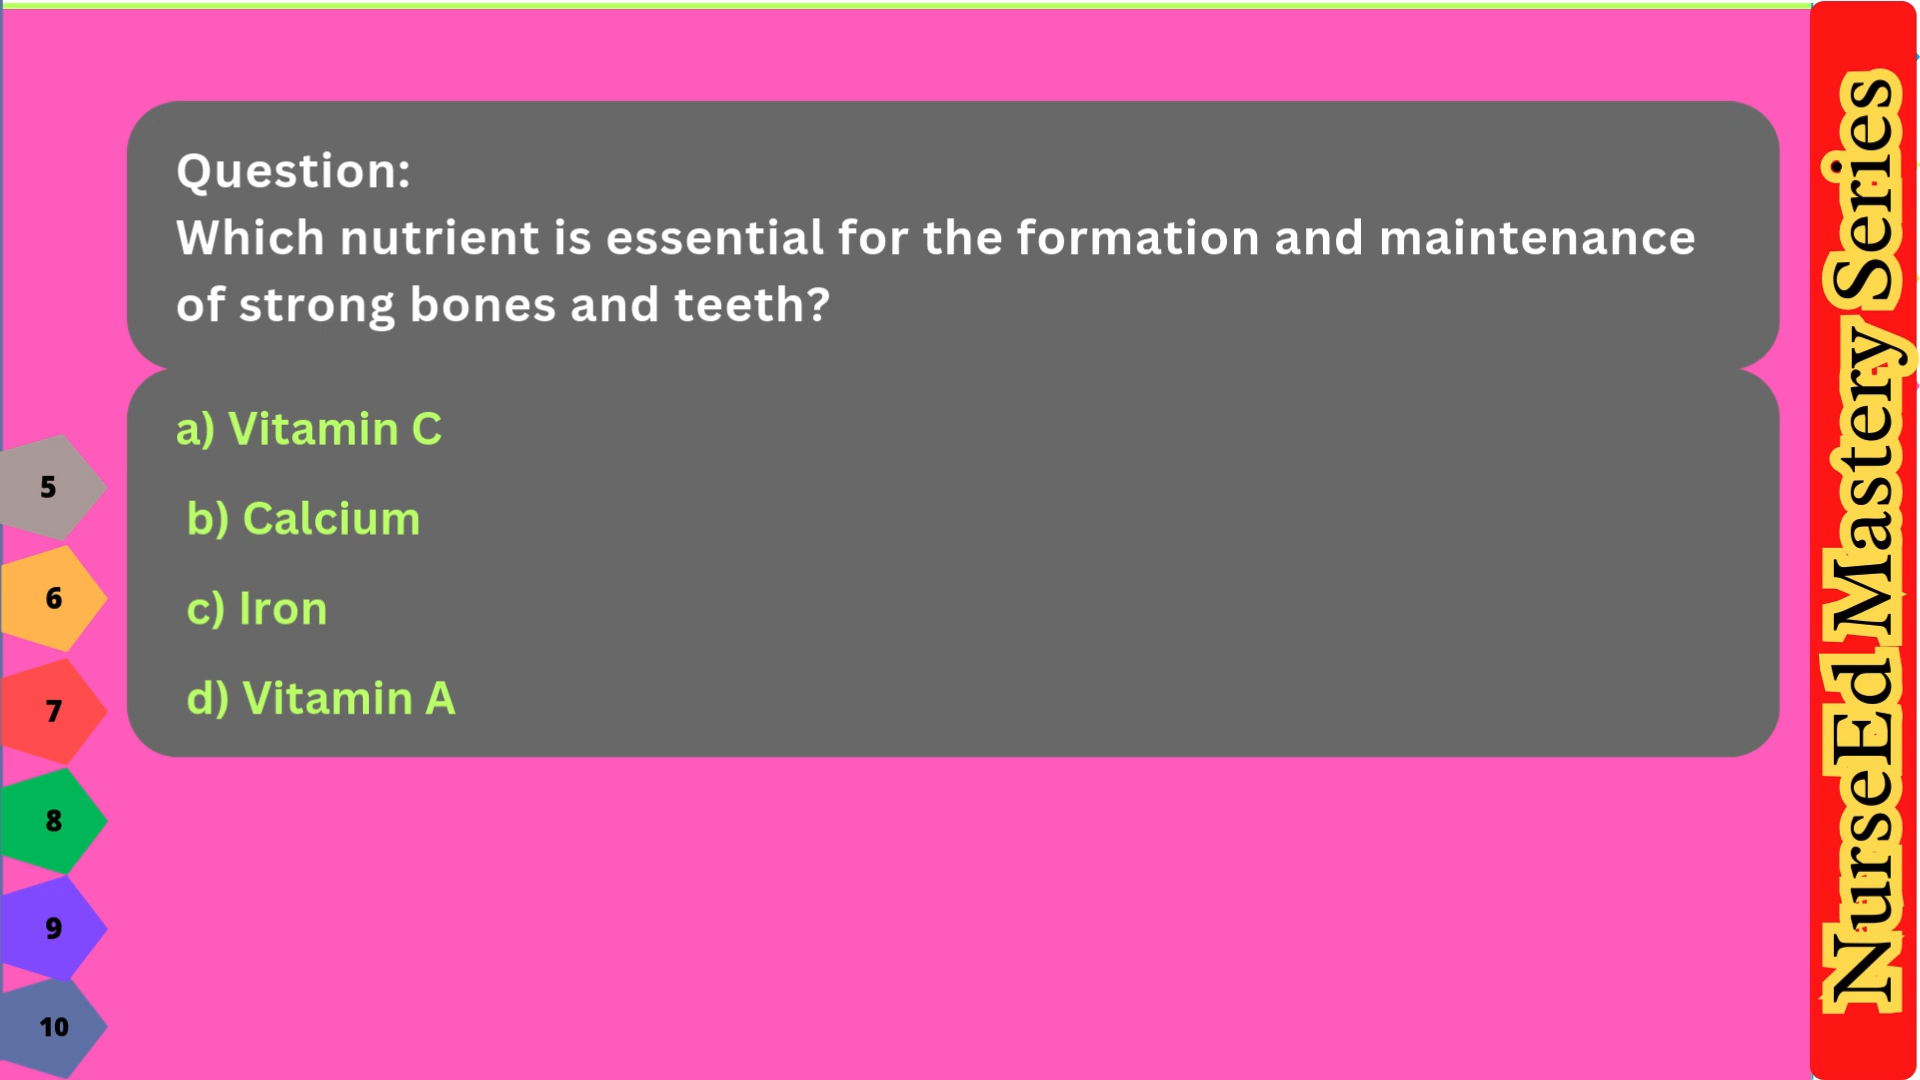 Question:
Which nutrient is essential for the formation and maintenance
of strong bones and teeth?
a) Vitamin C
b) Calcium
c) Iron
d) Vitamin A
5
6
7
8
9
10
NurseEd Mastery Series